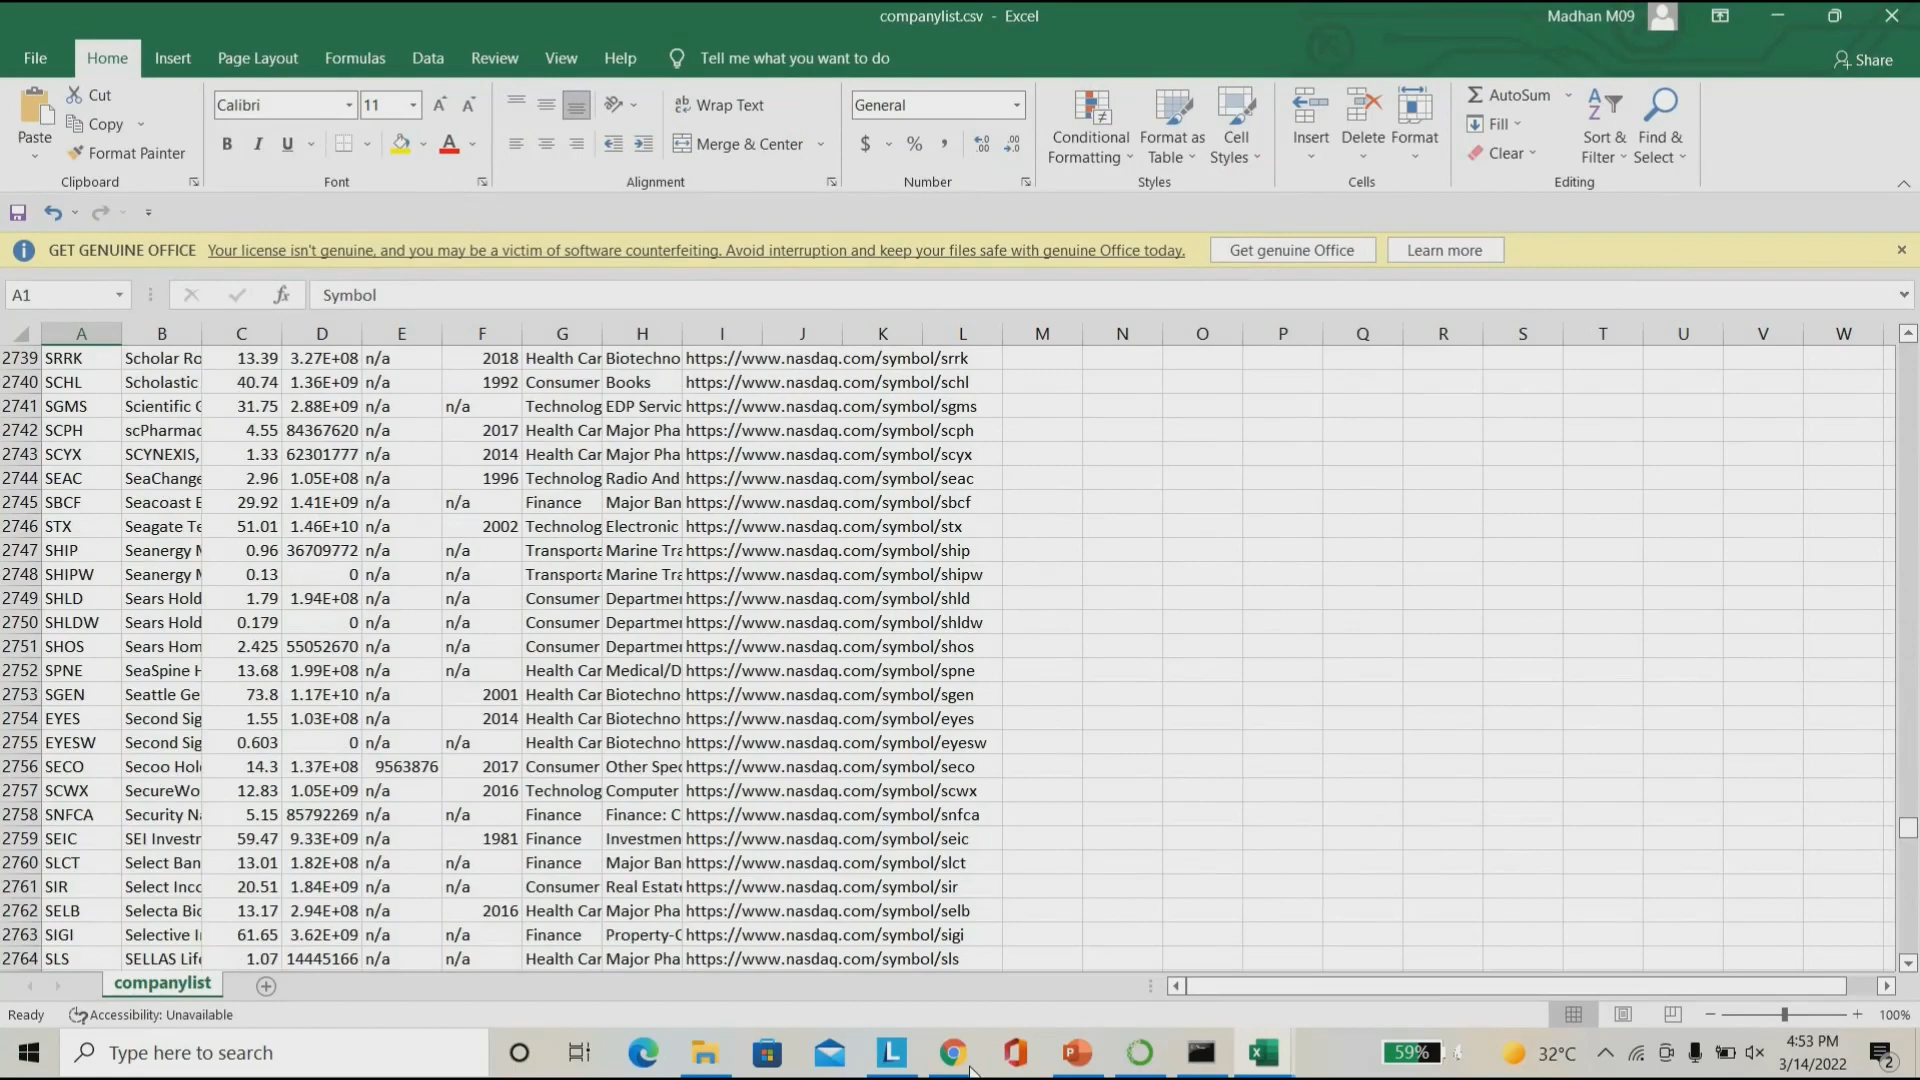 companylist.csv - Excel
Madhan M09
File Home Insert Page Layout Formulas Data Review View Help Tell me what you want to do Share
Paste
Cut
Copy
Format Painter
Clipboard
Calibri 11
B I U
Font
Wrap Text
Merge & Center
Alignment
General
$ % ,
Number
Conditional Formatting
Format as Table
Cell Styles
Styles
Insert Delete Format
Cells
AutoSum
Fill
Clear
Sort & Filter
Find & Select
Editing
GET GENUINE OFFICE Your license isn't genuine, and you may be a victim of software counterfeiting. Avoid interruption and keep your files safe with genuine Office today. Get genuine Office Learn more
A1 fx Symbol
A B C D E F G H I J K L M N O P Q R S T U V W
2739 SRRK Scholar Ro 13.39 3.27E+08 n/a 2018 Health Car Biotechno https://www.nasdaq.com/symbol/srrk
2740 SCHL Scholastic 40.74 1.36E+09 n/a 1992 Consumer Books https://www.nasdaq.com/symbol/schl
2741 SGMS Scientific G 31.75 2.88E+09 n/a n/a Technolog EDP Servic https://www.nasdaq.com/symbol/sgms
2742 SCPH scPharmac 4.55 84367620 n/a 2017 Health Car Major Pha https://www.nasdaq.com/symbol/scph
2743 SCYX SCYNEXIS, 1.33 62301777 n/a 2014 Health Car Major Pha https://www.nasdaq.com/symbol/scyx
2744 SEAC SeaChange 2.96 1.05E+08 n/a 1996 Technolog Radio And https://www.nasdaq.com/symbol/seac
2745 SBCF Seacoast B 29.92 1.41E+09 n/a n/a Finance Major Ban https://www.nasdaq.com/symbol/sbcf
2746 STX Seagate Te 51.01 1.46E+10 n/a 2002 Technolog Electronic https://www.nasdaq.com/symbol/stx
2747 SHIP Seanergy M 0.96 36709772 n/a n/a Transporta Marine Tra https://www.nasdaq.com/symbol/ship
2748 SHIPW Seanergy M 0.13 0 n/a n/a Transporta Marine Tra https://www.nasdaq.com/symbol/shipw
2749 SHLD Sears Hold 1.79 1.94E+08 n/a n/a Consumer Departmen https://www.nasdaq.com/symbol/shld
2750 SHLDW Sears Hold 0.179 0 n/a n/a Consumer Departmen https://www.nasdaq.com/symbol/shldw
2751 SHOS Sears Hom 2.425 55052670 n/a n/a Consumer Departmen https://www.nasdaq.com/symbol/shos
2752 SPNE SeaSpine H 13.68 1.99E+08 n/a n/a Health Car Medical/D https://www.nasdaq.com/symbol/spne
2753 SGEN Seattle Ge 73.8 1.17E+10 n/a 2001 Health Car Biotechno https://www.nasdaq.com/symbol/sgen
2754 EYES Second Sig 1.55 1.03E+08 n/a 2014 Health Car Biotechno https://www.nasdaq.com/symbol/eyes
2755 EYESW Second Sig 0.603 0 n/a n/a Health Car Biotechno https://www.nasdaq.com/symbol/eyesw
2756 SECO Secoo Hol 14.3 1.37E+08 9563876 2017 Consumer Other Spec https://www.nasdaq.com/symbol/seco
2757 SCWX SecureWo 12.83 1.05E+09 n/a 2016 Technolog Computer https://www.nasdaq.com/symbol/scwx
2758 SNFCA Security Na 5.15 85792269 n/a n/a Finance Finance: C https://www.nasdaq.com/symbol/snfca
2759 SEIC SEI Investr 59.47 9.33E+09 n/a 1981 Finance Investmen https://www.nasdaq.com/symbol/seic
2760 SLCT Select Ban 13.01 1.82E+08 n/a n/a Finance Major Ban https://www.nasdaq.com/symbol/slct
2761 SIR Select Inco 20.51 1.84E+09 n/a n/a Consumer Real Estate https://www.nasdaq.com/symbol/sir
2762 SELB Selecta Bio 13.17 2.94E+08 n/a 2016 Health Car Major Pha https://www.nasdaq.com/symbol/selb
2763 SIGI Selective I 61.65 3.62E+09 n/a n/a Finance Property-C https://www.nasdaq.com/symbol/sigi
2764 SLS SELLAS Life 1.07 14445166 n/a n/a Health Car Major Pha https://www.nasdaq.com/symbol/sls
companylist
Ready Accessibility: Unavailable 100%
Type here to search
59% 32°C
4:53 PM
3/14/2022
2